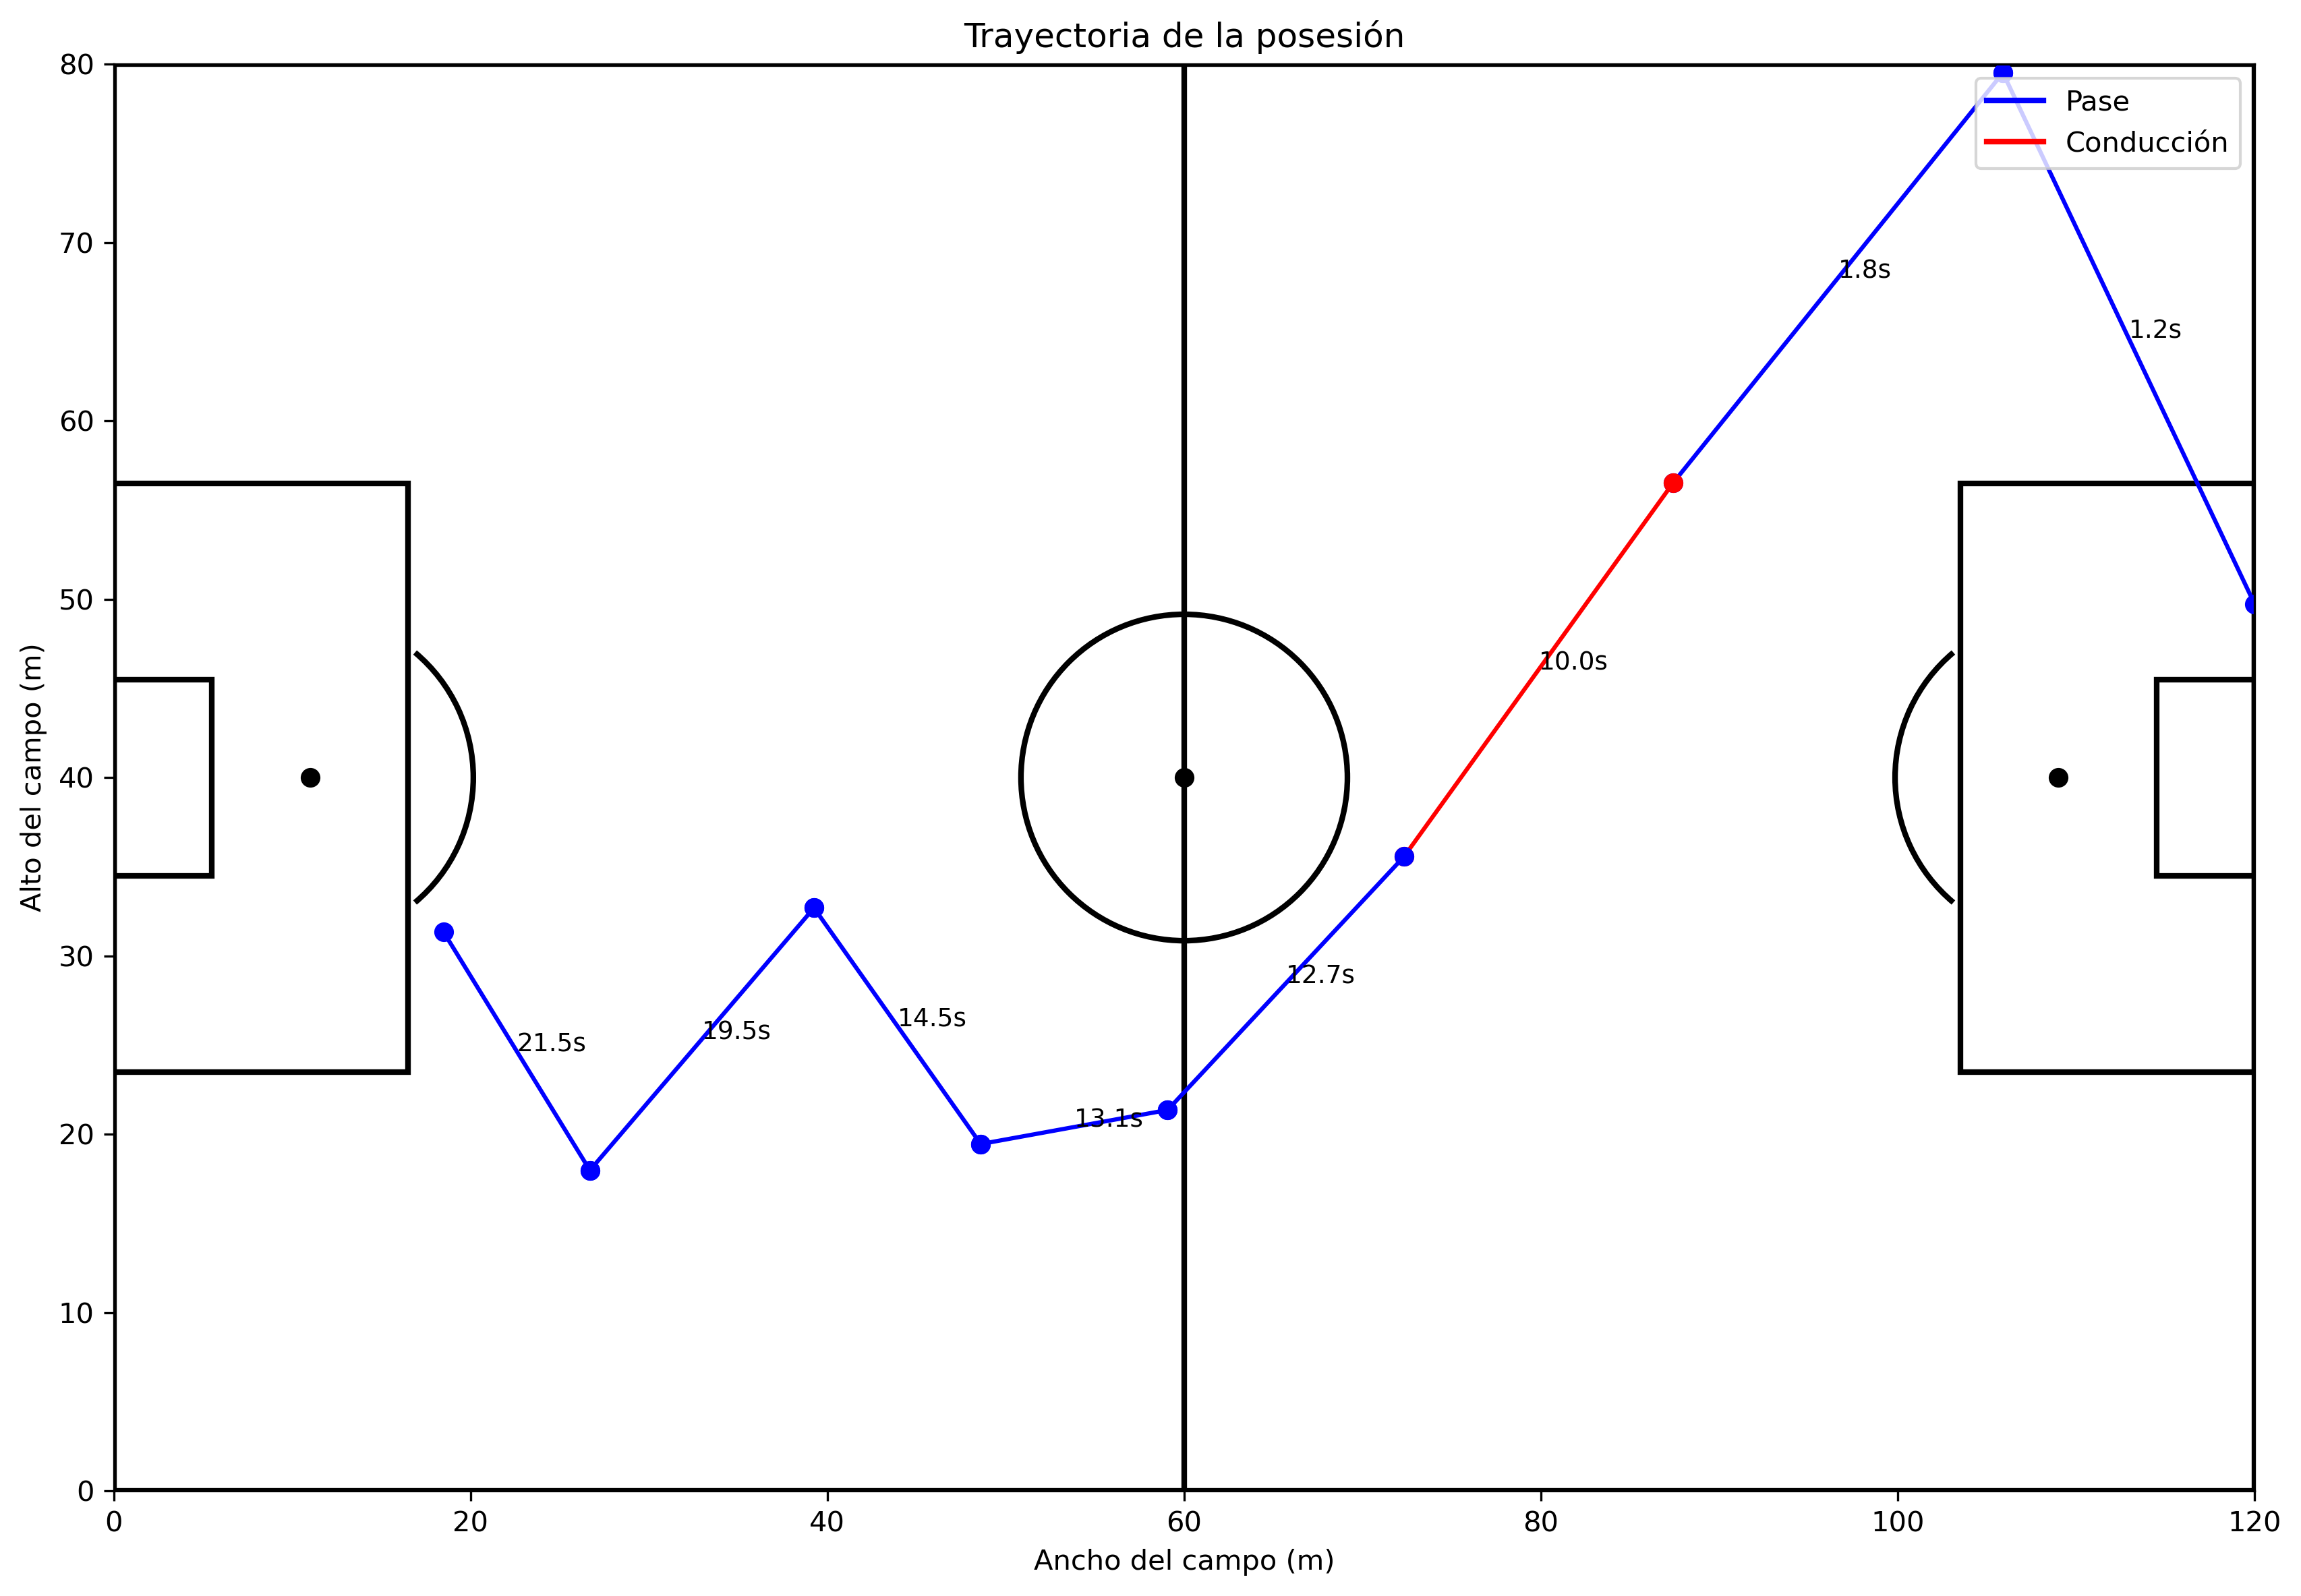 Trayectoria de la posesión
80
70
60
50
40
30
20
10
0
Alto del campo (m)
Pase
Conducción
1.8s
1.2s
10.0s
12.7s
14.5s
19.5s
21.5s
13.1s
0
20
40
60
80
100
120
Ancho del campo (m)